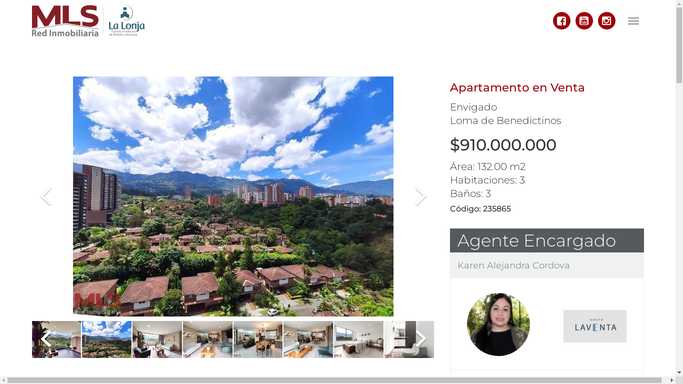 MLS
Red Inmobiliaria
La Lonja
Apartamento en Venta
Envigado
Loma de Benedictinos
$910.000.000
Área: 132.00 m2
Habitaciones: 3
Baños: 3
Código: 235865
Agente Encargado
Karen Alejandra Cordova
MLS
LAVENTA